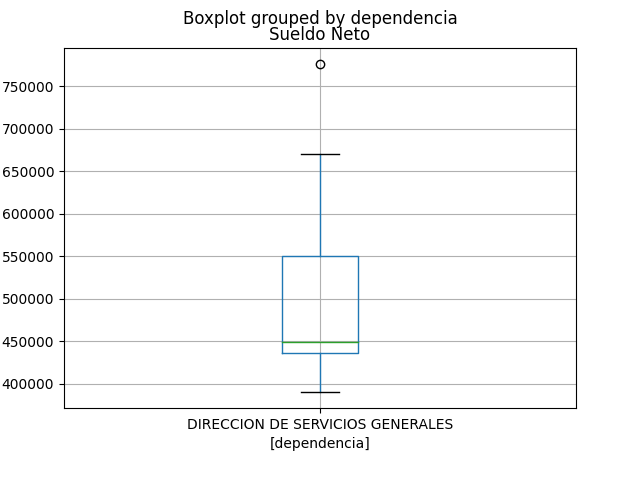 Boxplot grouped by dependencia
Sueldo Neto
750000
700000
650000
600000
550000
500000
450000
400000
DIRECCION DE SERVICIOS GENERALES
[dependencia]